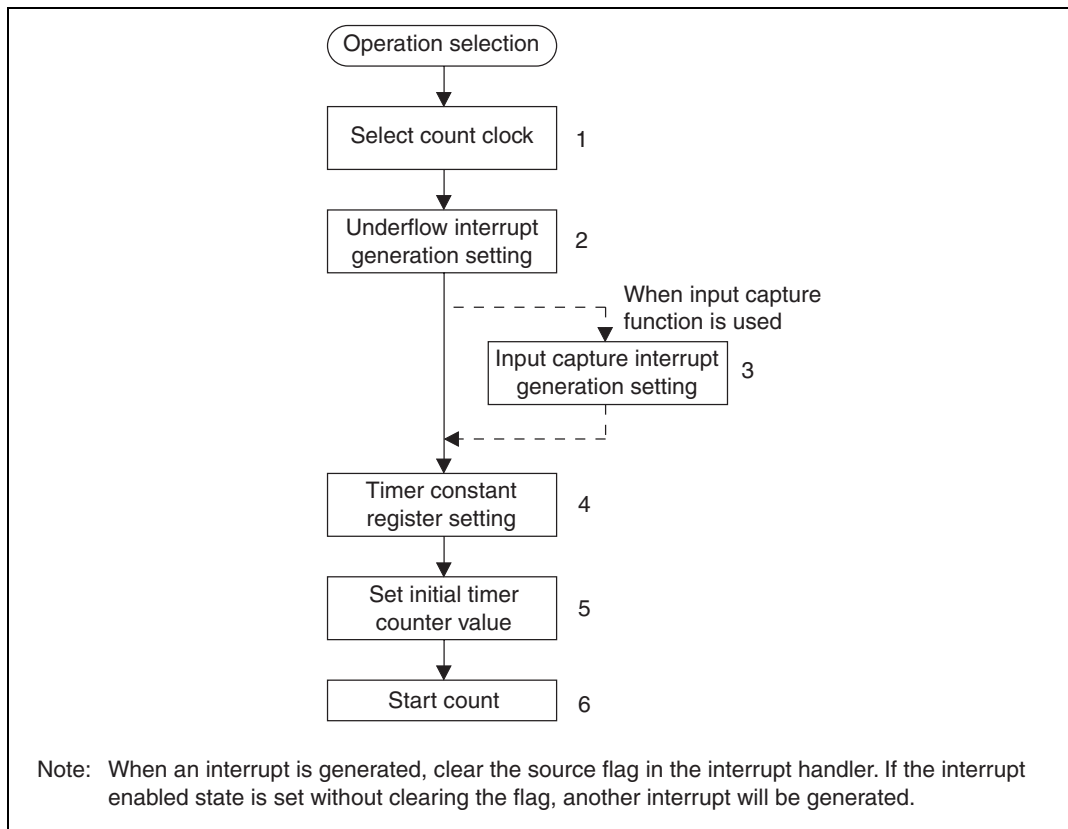 Operation selection
Select count clock
1
Underflow interrupt
generation setting
2
When input capture
function is used
Input capture interrupt
generation setting
3
Timer constant
register setting
4
Set initial timer
counter value
5
Start count
6
Note: When an interrupt is generated, clear the source flag in the interrupt handler. If the interrupt
enabled state is set without clearing the flag, another interrupt will be generated.